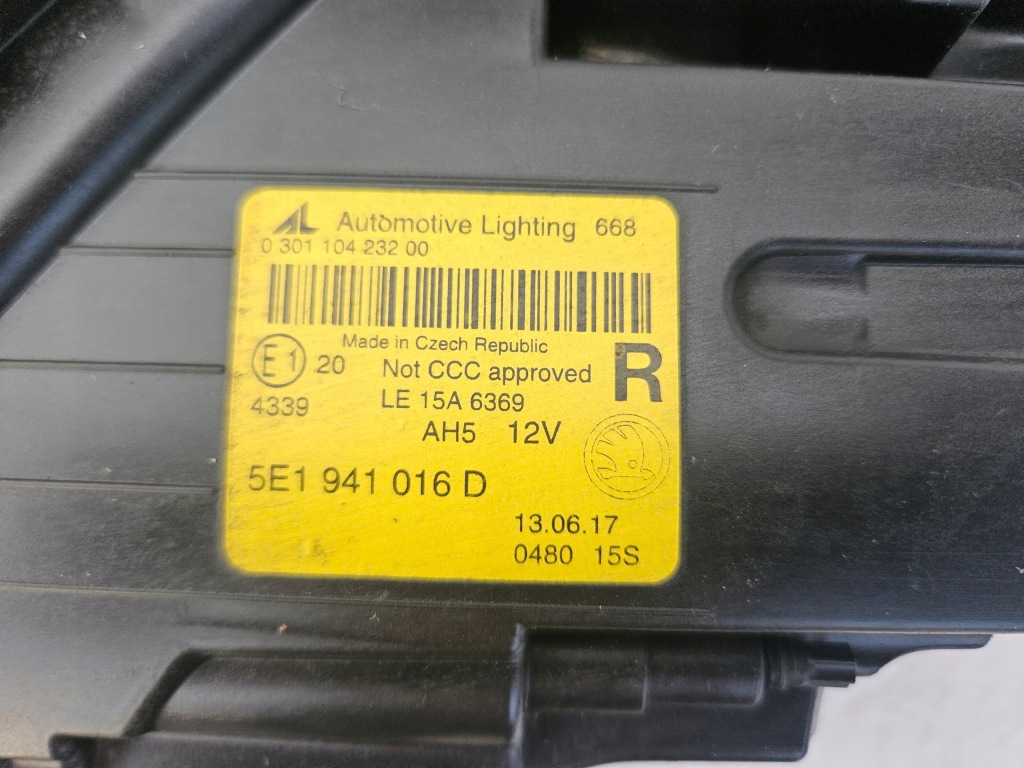 AL Automotive Lighting 668
0 301 104 232 00
Made in Czech Republic
E1 20 Not CCC approved R
4339 LE 15A 6369
AH5 12V
5E1 941 016 D
13.06.17
0480 15S